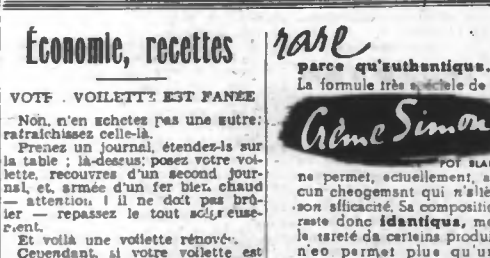 Économie, recettes
VOTRE VOILETTE EST FANÉE
Non, n'en achetez pas une autre:
rafraîchissez celle-là.
Prenez un journal, étendez-le sur
la table ; là-dessus: posez votre voi-
lette, recouvrez d'un second jour-
nal, et, armée d'un fer bien chaud
— attention ! il ne doit pas brû-
ler — repassez le tout soigneuse-
ment.
Et voilà une voilette rénovée.
Cependant, si votre voilette est
rare
parce qu'authentique.
La formule très spéciale de
Crème Simon
POT
ne permet, actuellement, a
cun changement qui n'alté
son efficacité. Sa composition
reste donc identique, m
la rareté de certains produ
n'en permet plus qu'un